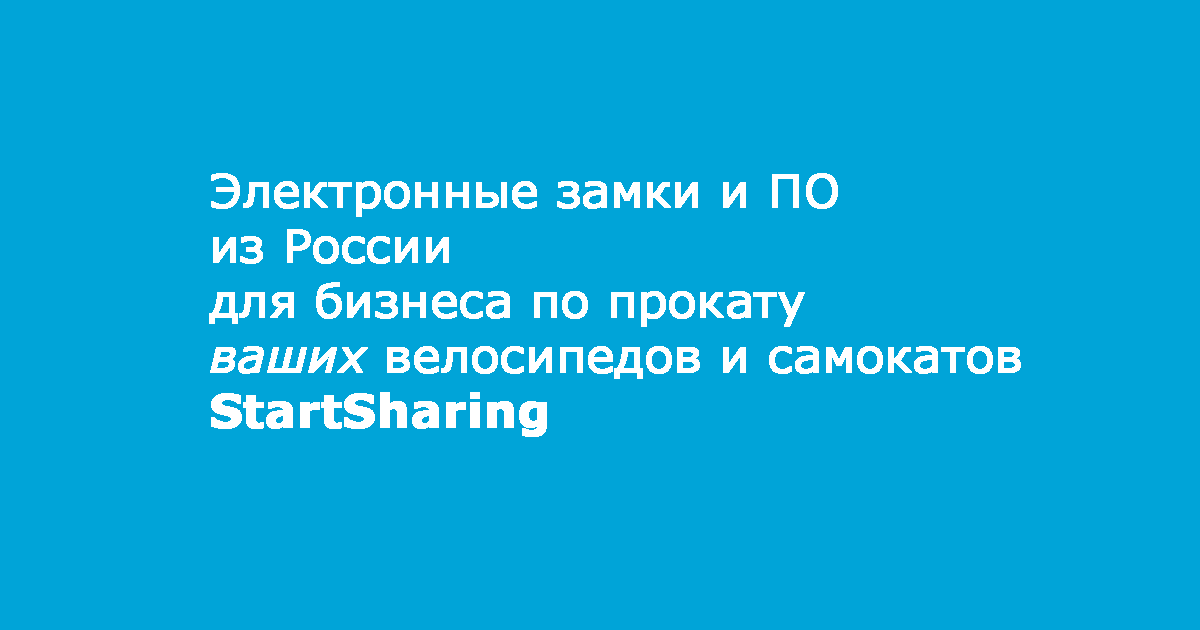 Электронные замки и ПО
из России
для бизнеса по прокату
ваших велосипедов и самокатов
StartSharing